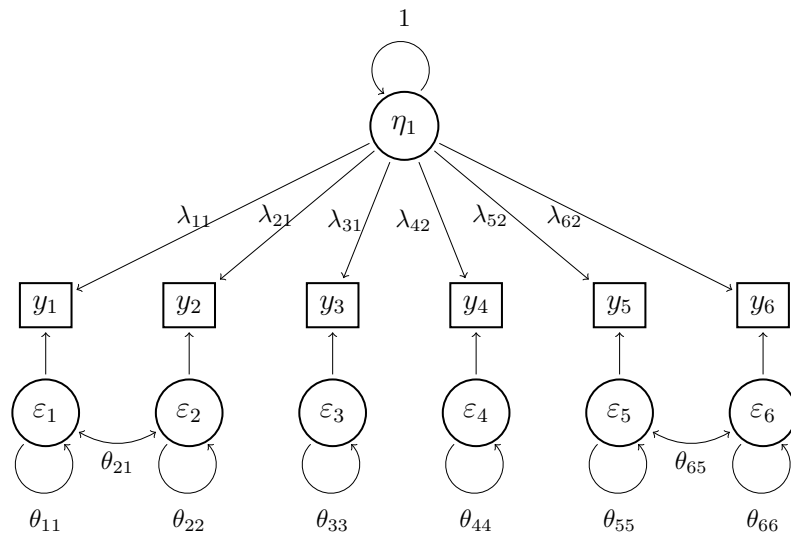 1
η₁
λ₁₁ λ₂₁ λ₃₁ λ₄₂ λ₅₂ λ₆₂
y₁ y₂ y₃ y₄ y₅ y₆
ε₁ ε₂ ε₃ ε₄ ε₅ ε₆
θ₂₁ θ₆₅
θ₁₁ θ₂₂ θ₃₃ θ₄₄ θ₅₅ θ₆₆